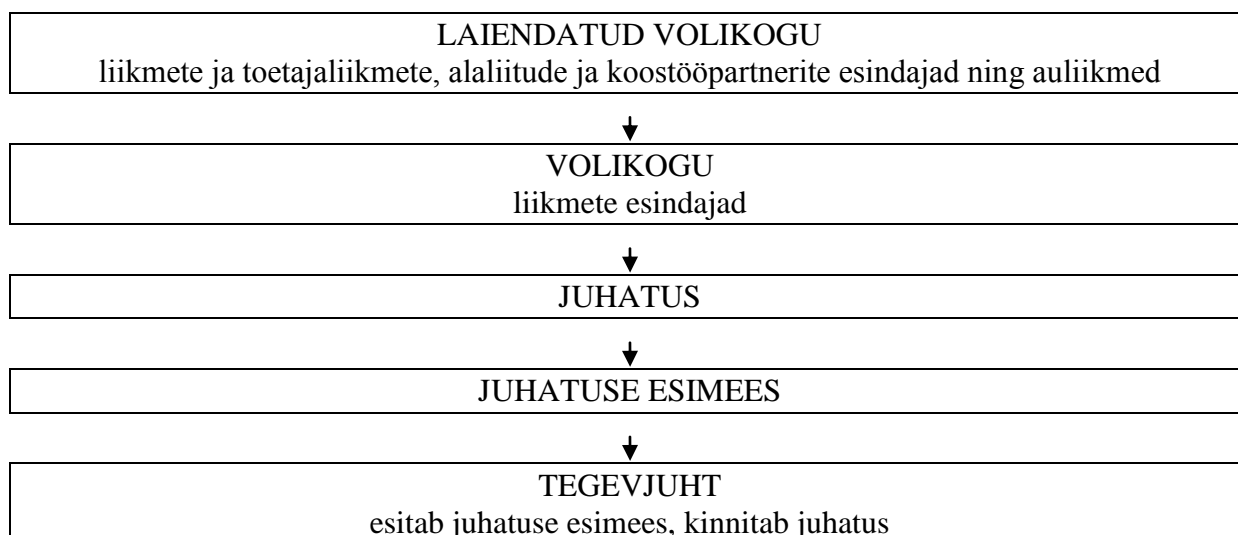 LAIENDATUD VOLIKOGU
liikmete ja toetajaliikmete, alaliitude ja koostööpartnerite esindajad ning auliikmed
VOLIKOGU
liikmete esindajad
JUHATUS
JUHATUSE ESIMEES
TEGEVJUHT
esitab juhatuse esimees, kinnitab juhatus